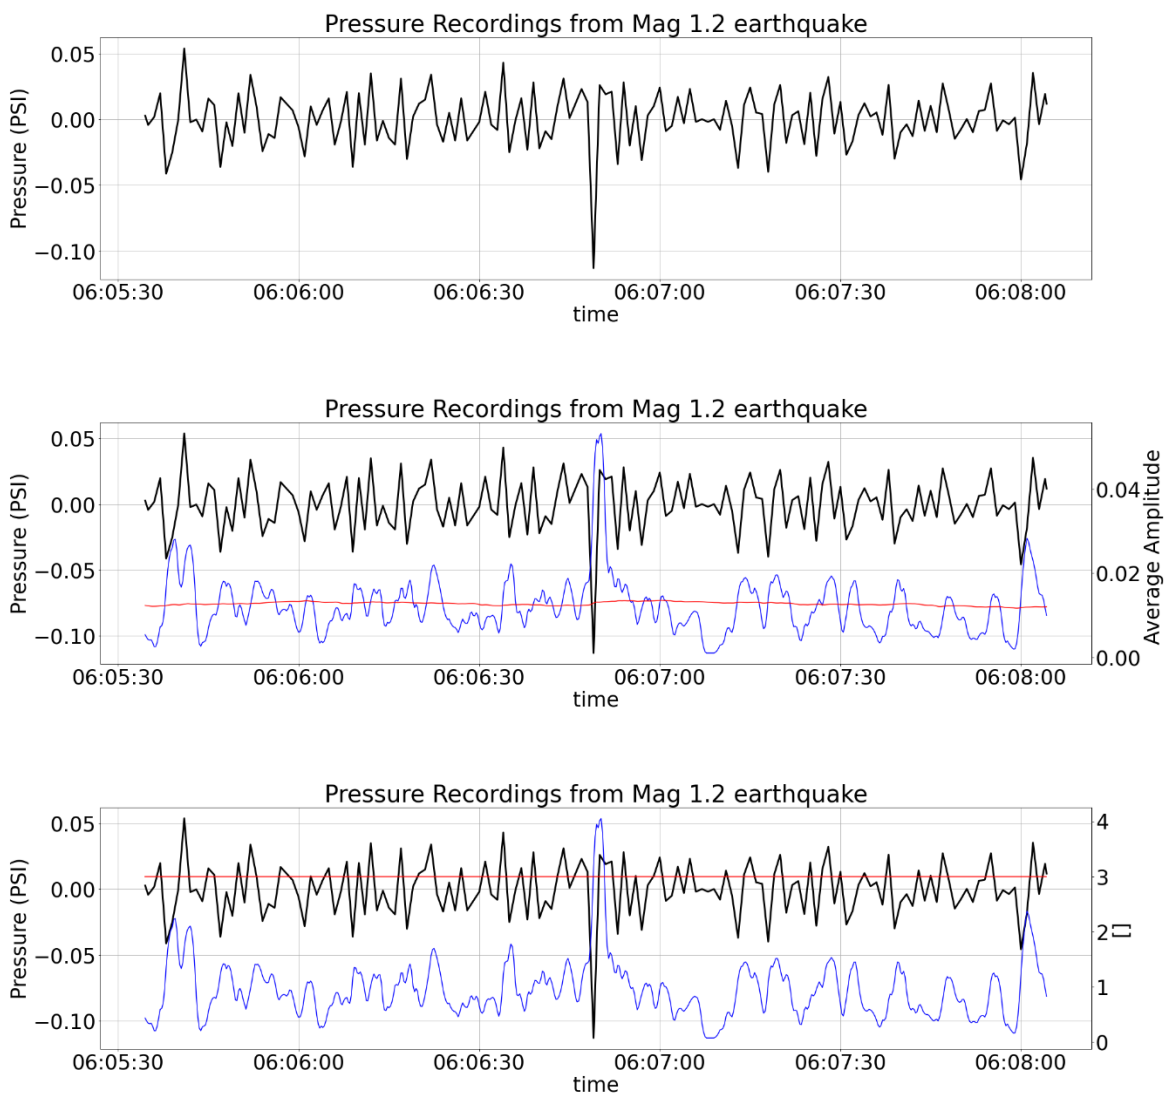 Pressure Recordings from Mag 1.2 earthquake
Pressure (PSI)
0.05
0.00
−0.05
−0.10
06:05:30 06:06:00 06:06:30 06:07:00 06:07:30 06:08:00
time
Pressure Recordings from Mag 1.2 earthquake
Pressure (PSI)
0.05
0.00
−0.05
−0.10
0.04
0.02
0.00
Average Amplitude
06:05:30 06:06:00 06:06:30 06:07:00 06:07:30 06:08:00
time
Pressure Recordings from Mag 1.2 earthquake
Pressure (PSI)
0.05
0.00
−0.05
−0.10
4
3
2
1
0
[]
06:05:30 06:06:00 06:06:30 06:07:00 06:07:30 06:08:00
time